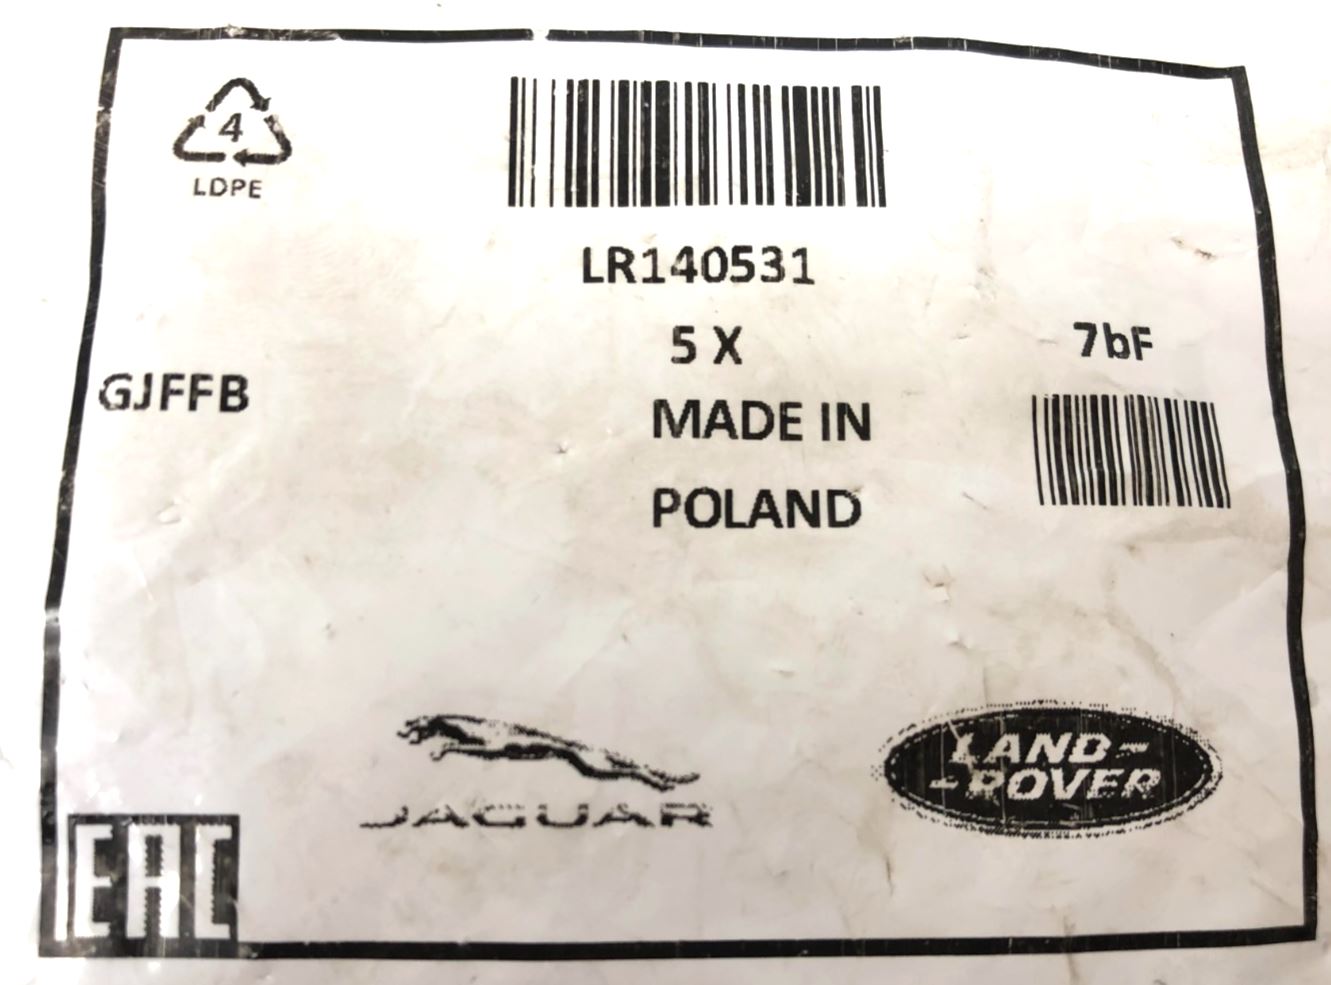 4
LDPE
LR140531
5 X
7bF
GJFFB
MADE IN
POLAND
JAGUAR
LAND-
-ROVER
EAC